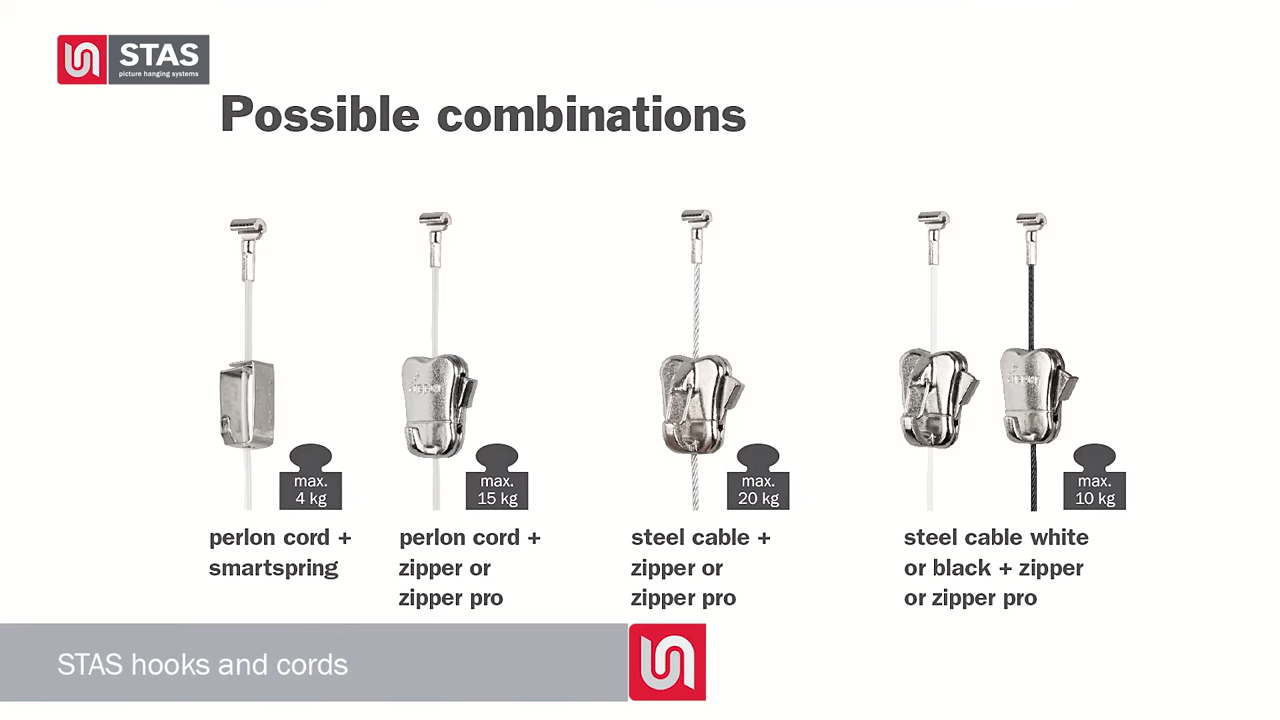 STAS
picture hanging systems
Possible combinations
max.
4 kg
max.
15 kg
max.
20 kg
max.
10 kg
perlon cord +
smartspring
perlon cord +
zipper or
zipper pro
steel cable +
zipper or
zipper pro
steel cable white
or black + zipper
or zipper pro
STAS hooks and cords